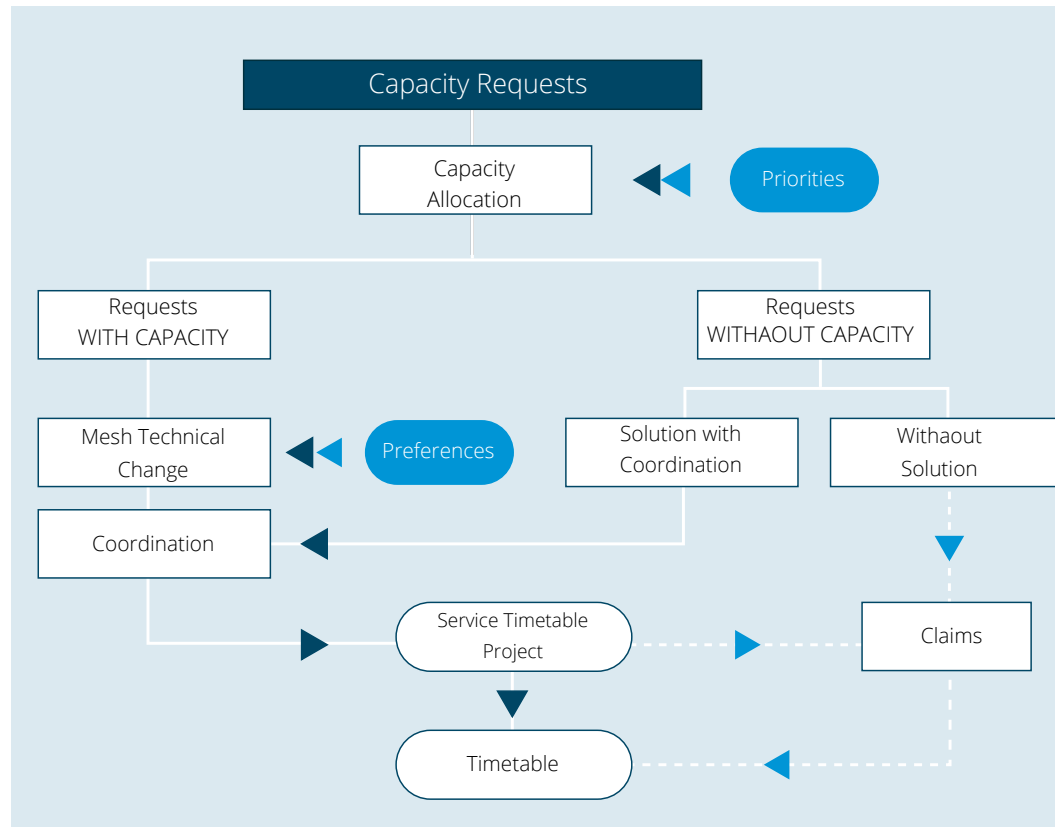 Capacity Requests
Capacity
Allocation
Priorities
Requests
WITH CAPACITY
Requests
WITHAOUT CAPACITY
Mesh Technical
Change
Preferences
Solution with
Coordination
Withaout
Solution
Coordination
Service Timetable
Project
Claims
Timetable